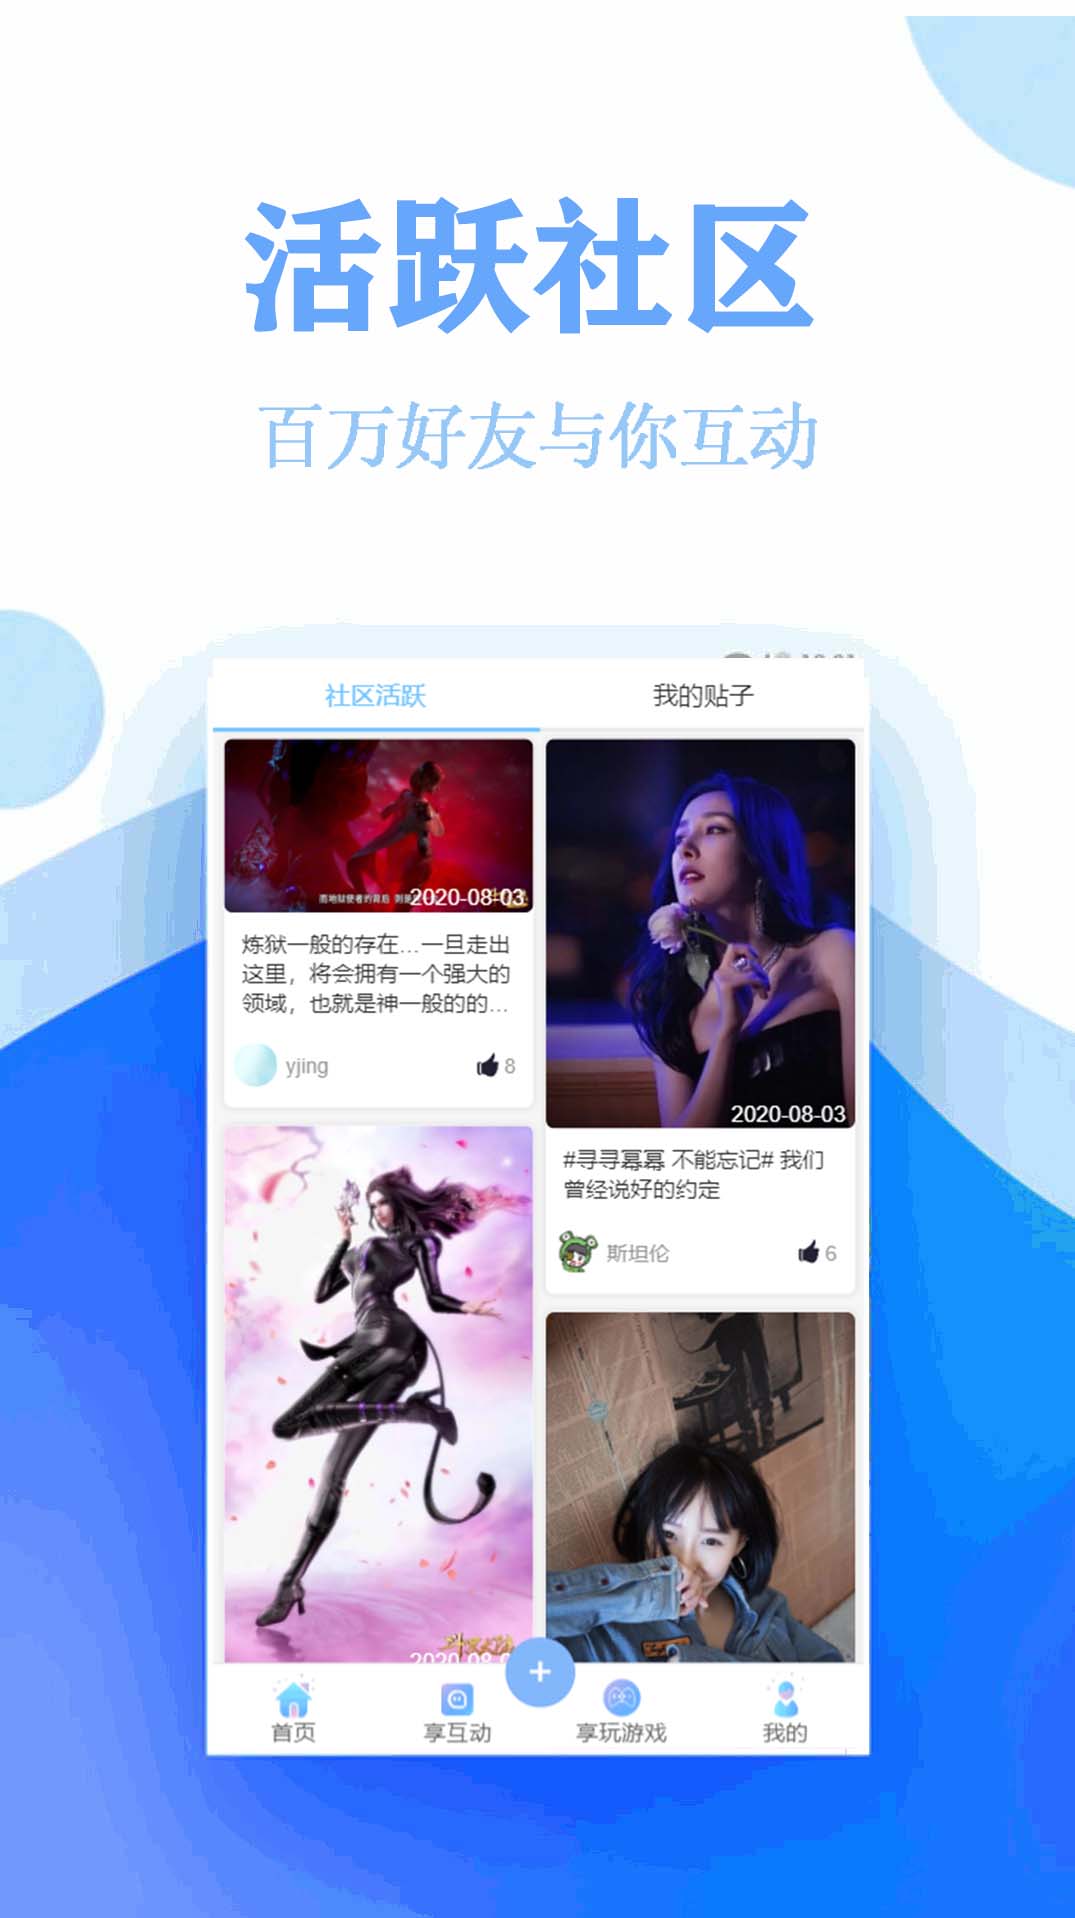 活跃社区
百万好友与你互动
社区活跃
我的贴子
2020-08-03
炼狱一般的存在...一旦走出
这里，将会拥有一个强大的
领域，也就是神一般的的...
yjing
8
2020-08-03
#寻寻幂幂 不能忘记# 我们
曾经说好的约定
斯坦伦
6
首页
享互动
+
享玩游戏
我的